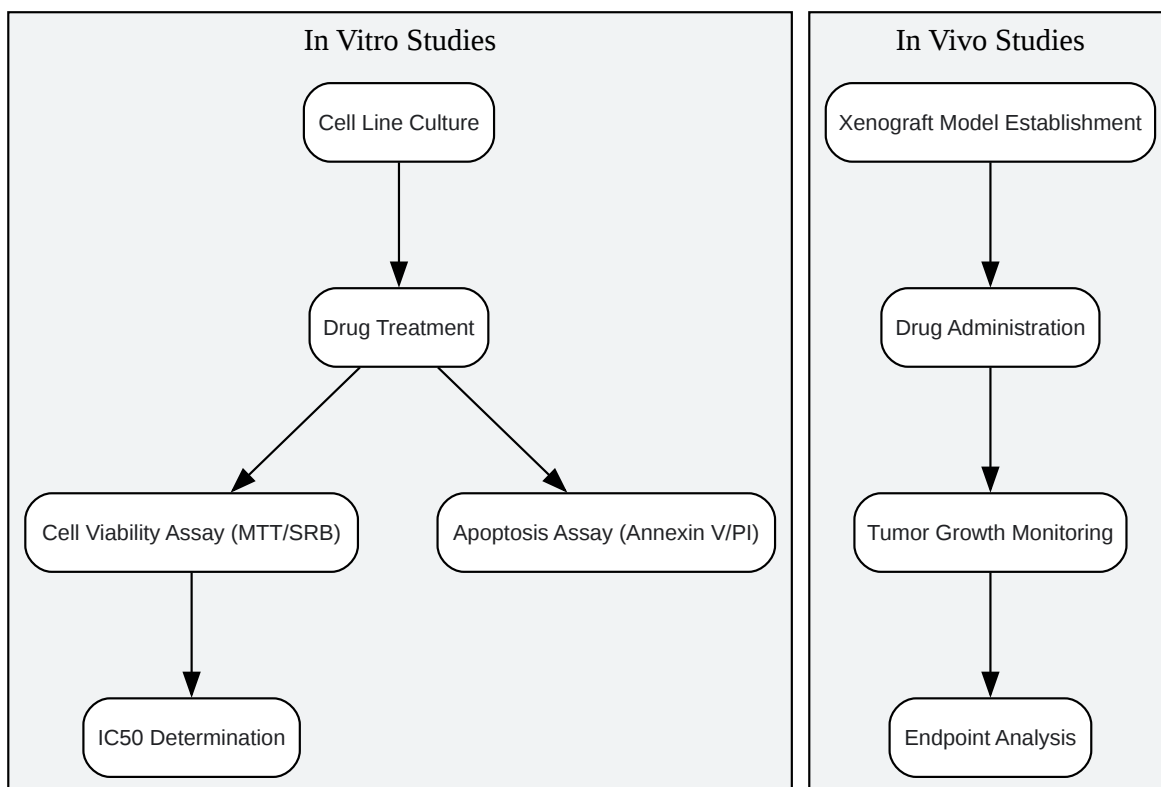 In Vitro Studies
Cell Line Culture
Drug Treatment
Cell Viability Assay (MTT/SRB)
Apoptosis Assay (Annexin V/PI)
IC50 Determination
In Vivo Studies
Xenograft Model Establishment
Drug Administration
Tumor Growth Monitoring
Endpoint Analysis